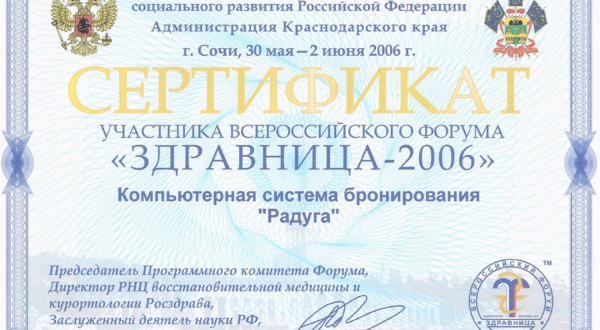 социального развития Российской Федерации
Администрация Краснодарского края
г. Сочи, 30 мая—2 июня 2006 г.
СЕРТИФИКАТ
УЧАСТНИКА ВСЕРОССИЙСКОГО ФОРУМА
«ЗДРАВНИЦА-2006»
Компьютерная система бронирования
"Радуга"
Председатель Программного комитета Форума,
Директор РНЦ восстановительной медицины и
курортологии Росздрава,
Заслуженный деятель науки РФ,
ВСЕРОССИЙСКИЙ ФОРУМ
TM
ЗДРАВНИЦА